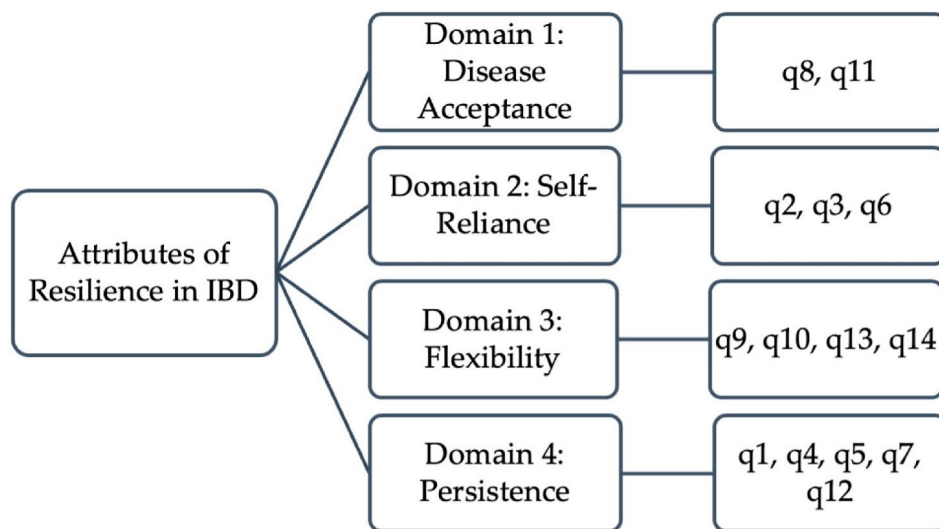 Attributes of
Resilience in IBD
Domain 1:
Disease
Acceptance
q8, q11
Domain 2: Self-
Reliance
q2, q3, q6
Domain 3:
Flexibility
q9, q10, q13, q14
Domain 4:
Persistence
q1, q4, q5, q7,
q12